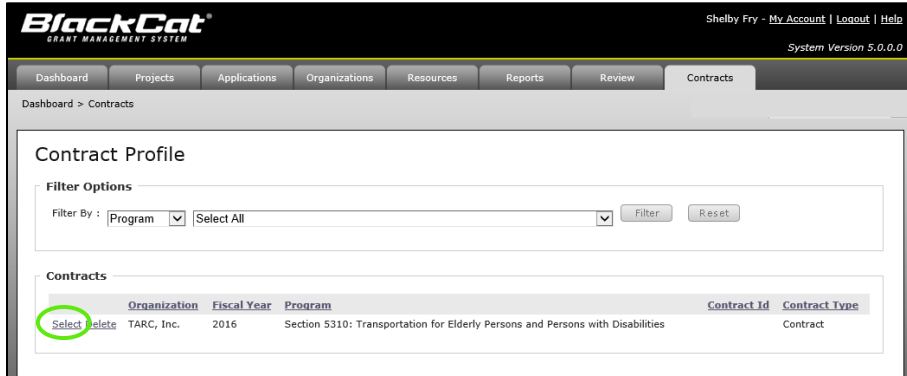 BlackCat
GRANT MANAGEMENT SYSTEM
Shelby Fry - My Account | Logout | Help
System Version 5.0.0.0
Dashboard Projects Applications Organizations Resources Reports Review Contracts
Dashboard > Contracts
Contract Profile
Filter Options
Filter By : Program Select All Filter Reset
Contracts
Organization Fiscal Year Program Contract Id Contract Type
Select Delete TARC, Inc. 2016 Section 5310: Transportation for Elderly Persons and Persons with Disabilities Contract